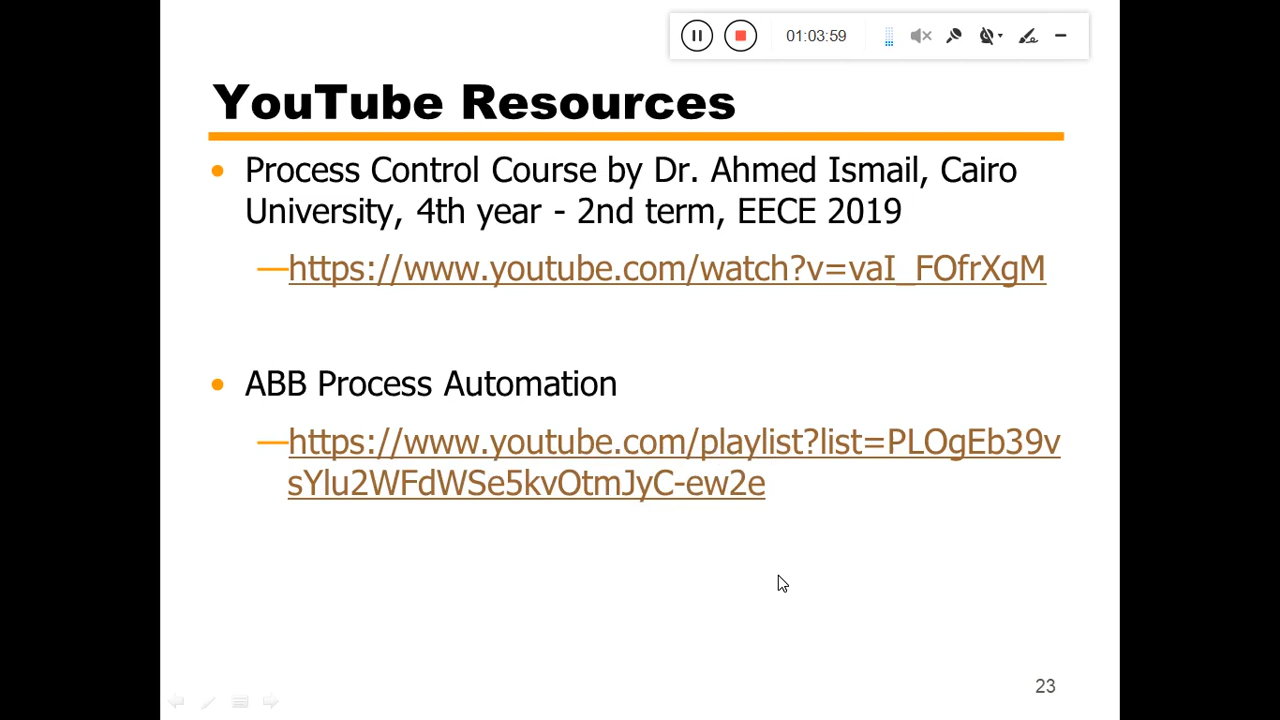 01:03:59
YouTube Resources
• Process Control Course by Dr. Ahmed Ismail, Cairo
University, 4th year - 2nd term, EECE 2019
—https://www.youtube.com/watch?v=vaI_FOfrXgM
• ABB Process Automation
—https://www.youtube.com/playlist?list=PLOgEb39v
sYlu2WFdWSe5kvOtmJyC-ew2e
23